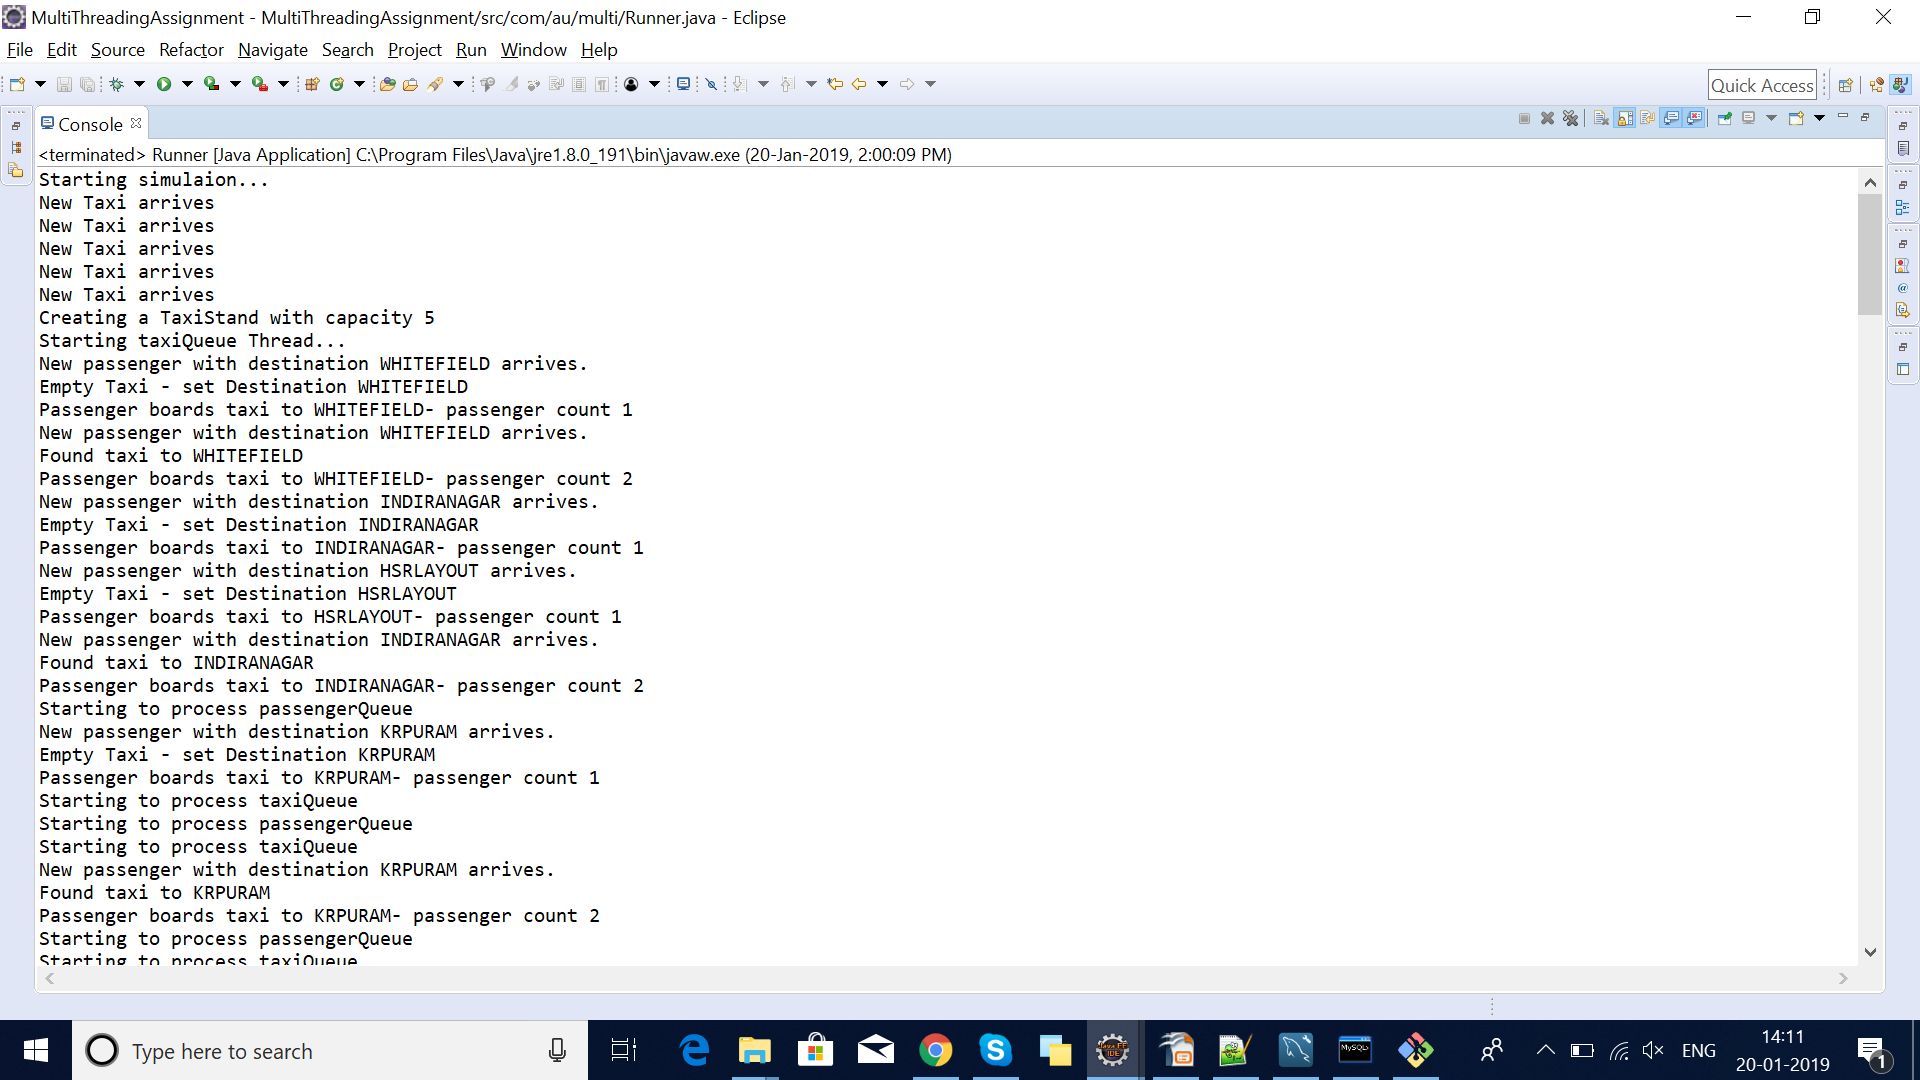 MultiThreadingAssignment - MultiThreadingAssignment/src/com/au/multi/Runner.java - Eclipse
File Edit Source Refactor Navigate Search Project Run Window Help
Quick Access
Console
<terminated> Runner [Java Application] C:\Program Files\Java\jre1.8.0_191\bin\javaw.exe (20-Jan-2019, 2:00:09 PM)
Starting simulaion...
New Taxi arrives
New Taxi arrives
New Taxi arrives
New Taxi arrives
New Taxi arrives
Creating a TaxiStand with capacity 5
Starting taxiQueue Thread...
New passenger with destination WHITEFIELD arrives.
Empty Taxi - set Destination WHITEFIELD
Passenger boards taxi to WHITEFIELD- passenger count 1
New passenger with destination WHITEFIELD arrives.
Found taxi to WHITEFIELD
Passenger boards taxi to WHITEFIELD- passenger count 2
New passenger with destination INDIRANAGAR arrives.
Empty Taxi - set Destination INDIRANAGAR
Passenger boards taxi to INDIRANAGAR- passenger count 1
New passenger with destination HSRLAYOUT arrives.
Empty Taxi - set Destination HSRLAYOUT
Passenger boards taxi to HSRLAYOUT- passenger count 1
New passenger with destination INDIRANAGAR arrives.
Found taxi to INDIRANAGAR
Passenger boards taxi to INDIRANAGAR- passenger count 2
Starting to process passengerQueue
New passenger with destination KRPURAM arrives.
Empty Taxi - set Destination KRPURAM
Passenger boards taxi to KRPURAM- passenger count 1
Starting to process taxiQueue
Starting to process passengerQueue
Starting to process taxiQueue
New passenger with destination KRPURAM arrives.
Found taxi to KRPURAM
Passenger boards taxi to KRPURAM- passenger count 2
Starting to process passengerQueue
Starting to process taxiQueue
Type here to search
Java EE
IDE
MySQL
ENG
14:11
20-01-2019
1